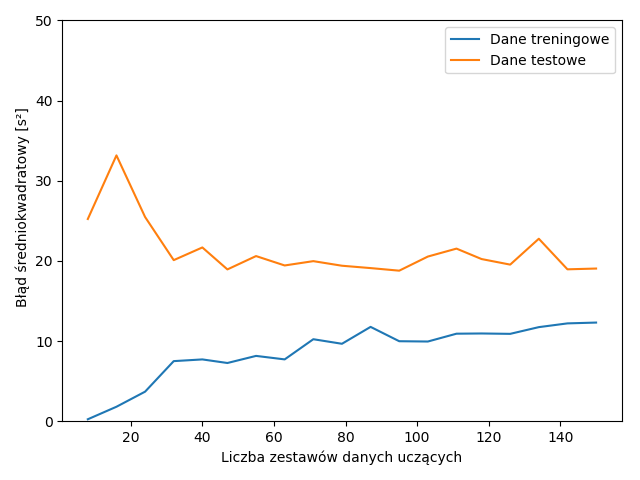 50
40
30
20
10
0
20 40 60 80 100 120 140
Błąd średniokwadratowy [s²]
Liczba zestawów danych uczących
Dane treningowe
Dane testowe